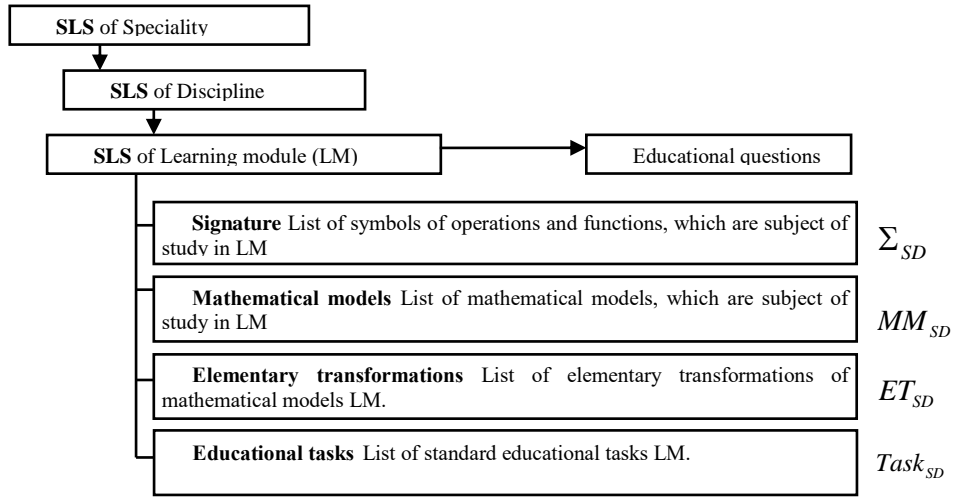 SLS of Speciality
SLS of Discipline
SLS of Learning module (LM)
Educational questions
Signature List of symbols of operations and functions, which are subject of
study in LM
Σ_SD
Mathematical models List of mathematical models, which are subject of
study in LM
MM_SD
Elementary transformations List of elementary transformations of
mathematical models LM.
ET_SD
Educational tasks List of standard educational tasks LM.
Task_SD